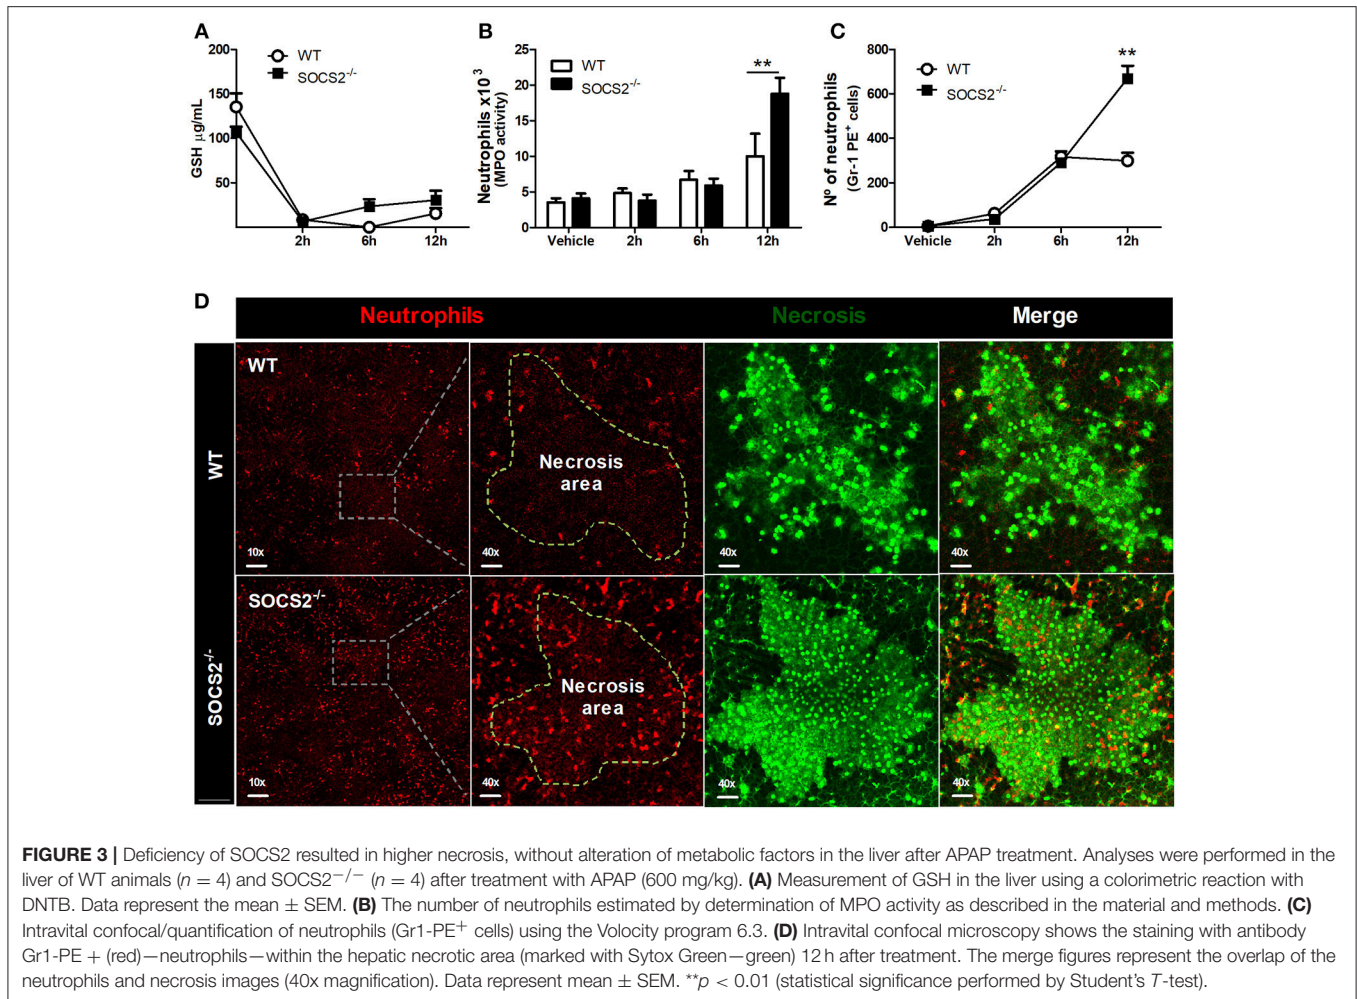 A
200
150
100
50
GSH µg/mL
WT
SOCS2-/-
2h
6h
12h
B
25
20
15
10
5
0
Neutrophils x10 3
(MPO activity)
WT
SOCS2-/-
**
Vehicle
2h
6h
12h
C
800
600
400
200
0
Nº of neutrophils
(Gr-1 PE+ cells)
WT
SOCS2-/-
**
Vehicle
2h
6h
12h
D
Neutrophils
Necrosis
Merge
WT
WT
10x
Necrosis
area
40x
40x
40x
SOCS2-/-
SOCS2-/-
10x
Necrosis
area
40x
40x
40x
FIGURE 3 | Deficiency of SOCS2 resulted in higher necrosis, without alteration of metabolic factors in the liver after APAP treatment. Analyses were performed in the
liver of WT animals (n = 4) and SOCS2−/− (n = 4) after treatment with APAP (600 mg/kg). (A) Measurement of GSH in the liver using a colorimetric reaction with
DNTB. Data represent the mean ± SEM. (B) The number of neutrophils estimated by determination of MPO activity as described in the material and methods. (C)
Intravital confocal/quantification of neutrophils (Gr1-PE+ cells) using the Volocity program 6.3. (D) Intravital confocal microscopy shows the staining with antibody
Gr1-PE + (red)—neutrophils—within the hepatic necrotic area (marked with Sytox Green—green) 12 h after treatment. The merge figures represent the overlap of the
neutrophils and necrosis images (40x magnification). Data represent mean ± SEM. **p < 0.01 (statistical significance performed by Student's T-test).